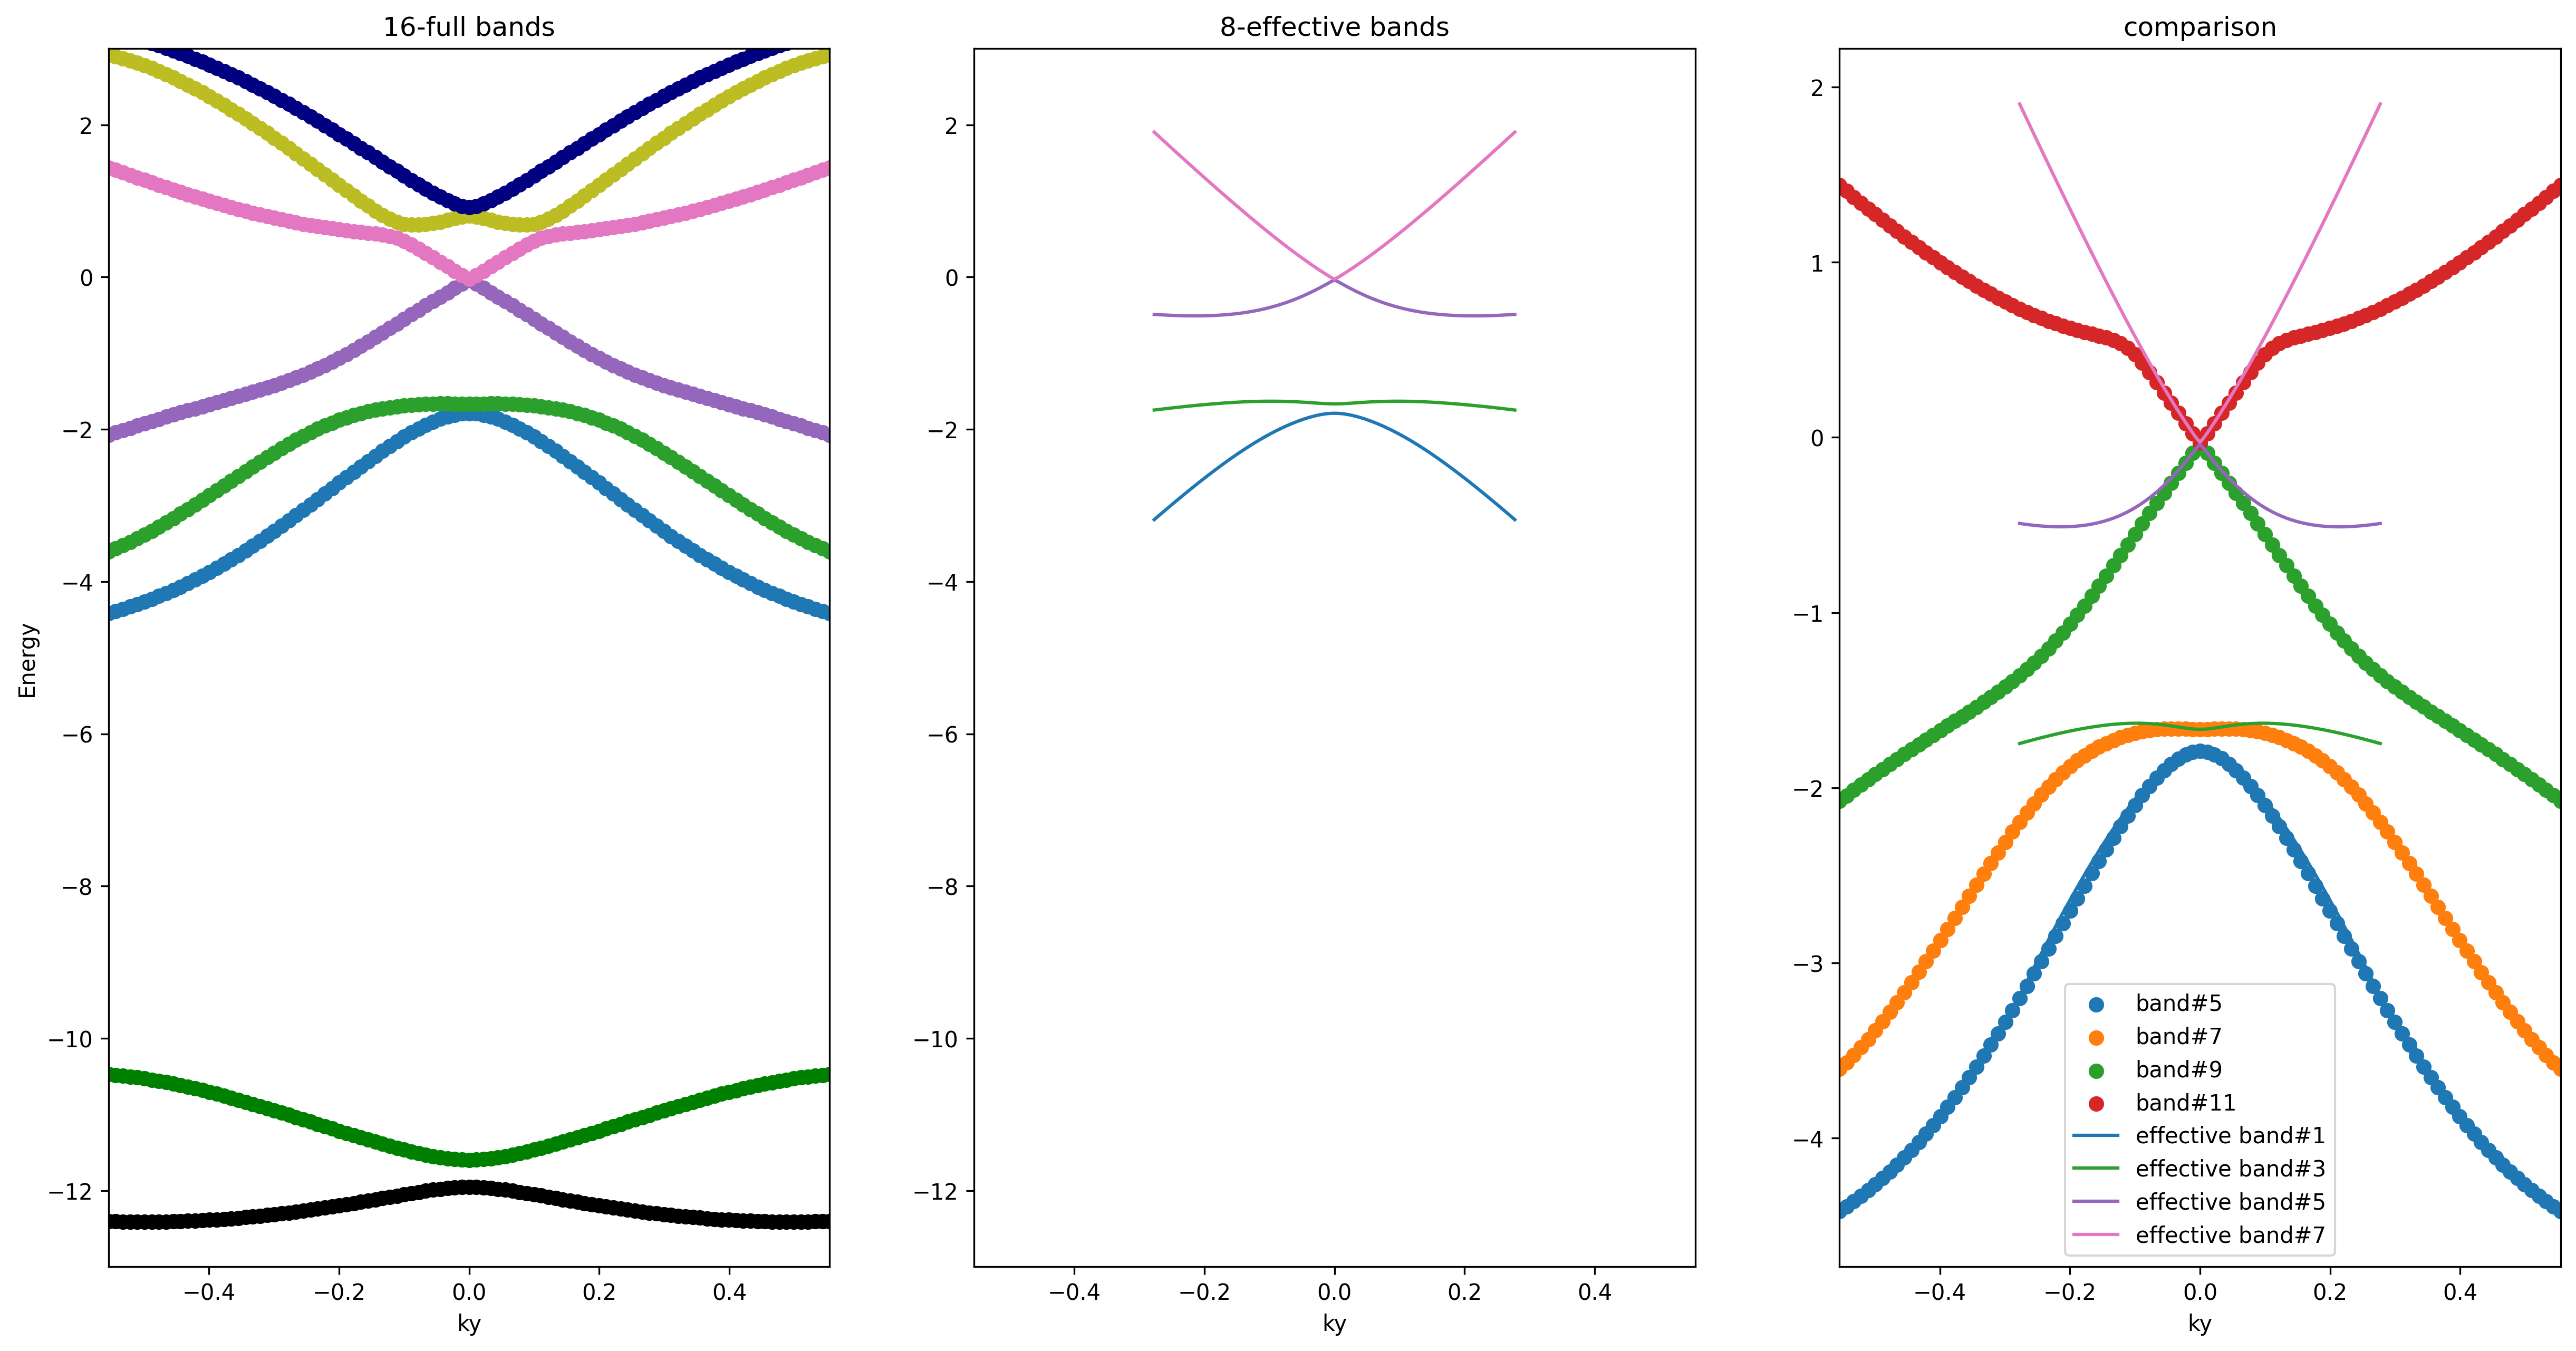 16-full bands
8-effective bands
comparison
Energy
2
0
−2
−4
−6
−8
−10
−12
−0.4 −0.2 0.0 0.2 0.4
ky
2
0
−2
−4
−6
−8
−10
−12
−0.4 −0.2 0.0 0.2 0.4
ky
2
1
0
−1
−2
−3
−4
band#5
band#7
band#9
band#11
effective band#1
effective band#3
effective band#5
effective band#7
−0.4 −0.2 0.0 0.2 0.4
ky